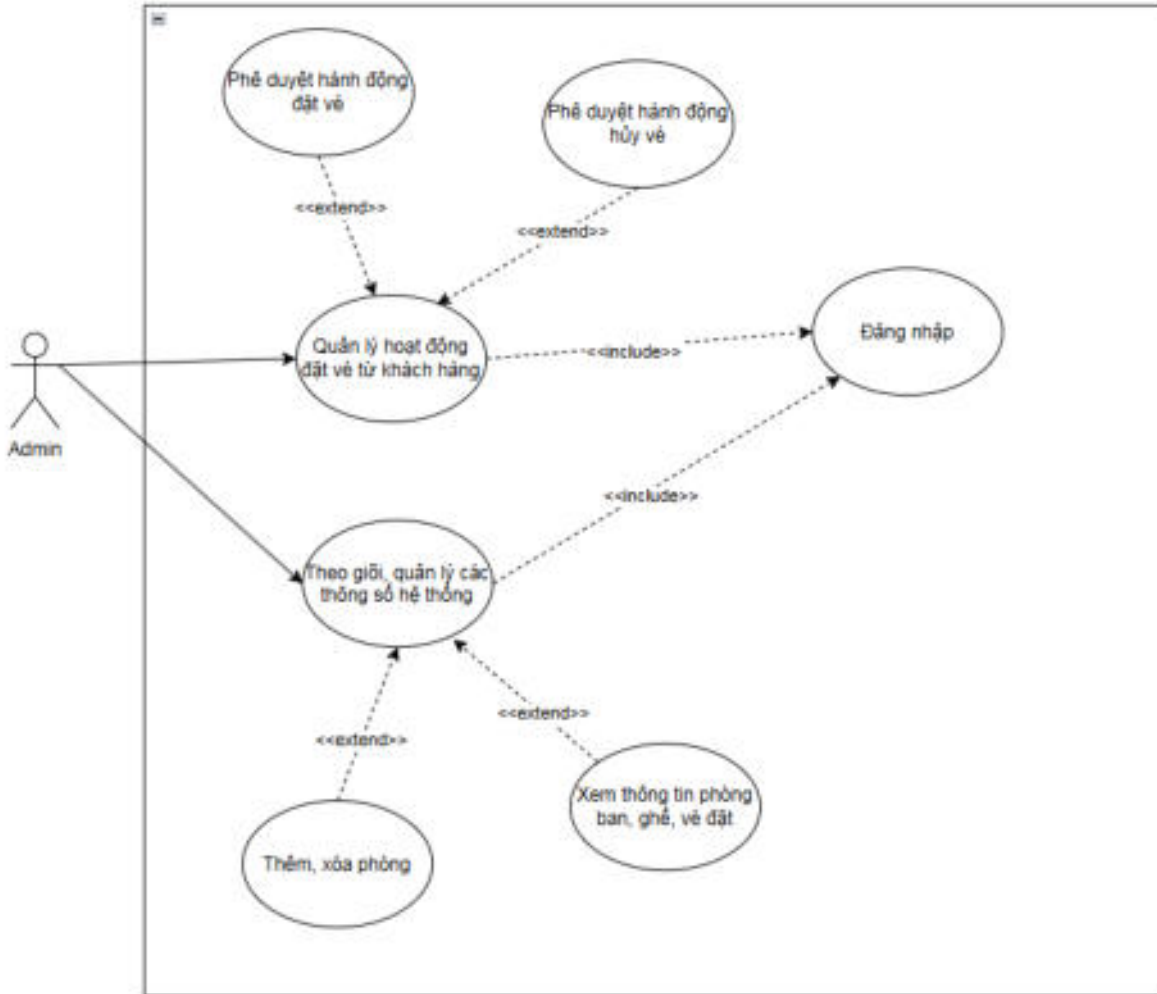 Phê duyệt hành động
đặt vé
Phê duyệt hành động
hủy vé
<<extend>>
<<extend>>
Đăng nhập
Quản lý hoạt động
đặt vé từ khách hàng
<<include>>
Admin
<<include>>
Theo giõi, quản lý các
thông số hệ thống
<<extend>>
<<extend>>
Xem thông tin phòng
ban, ghế, vé đặt
Thêm, xóa phòng